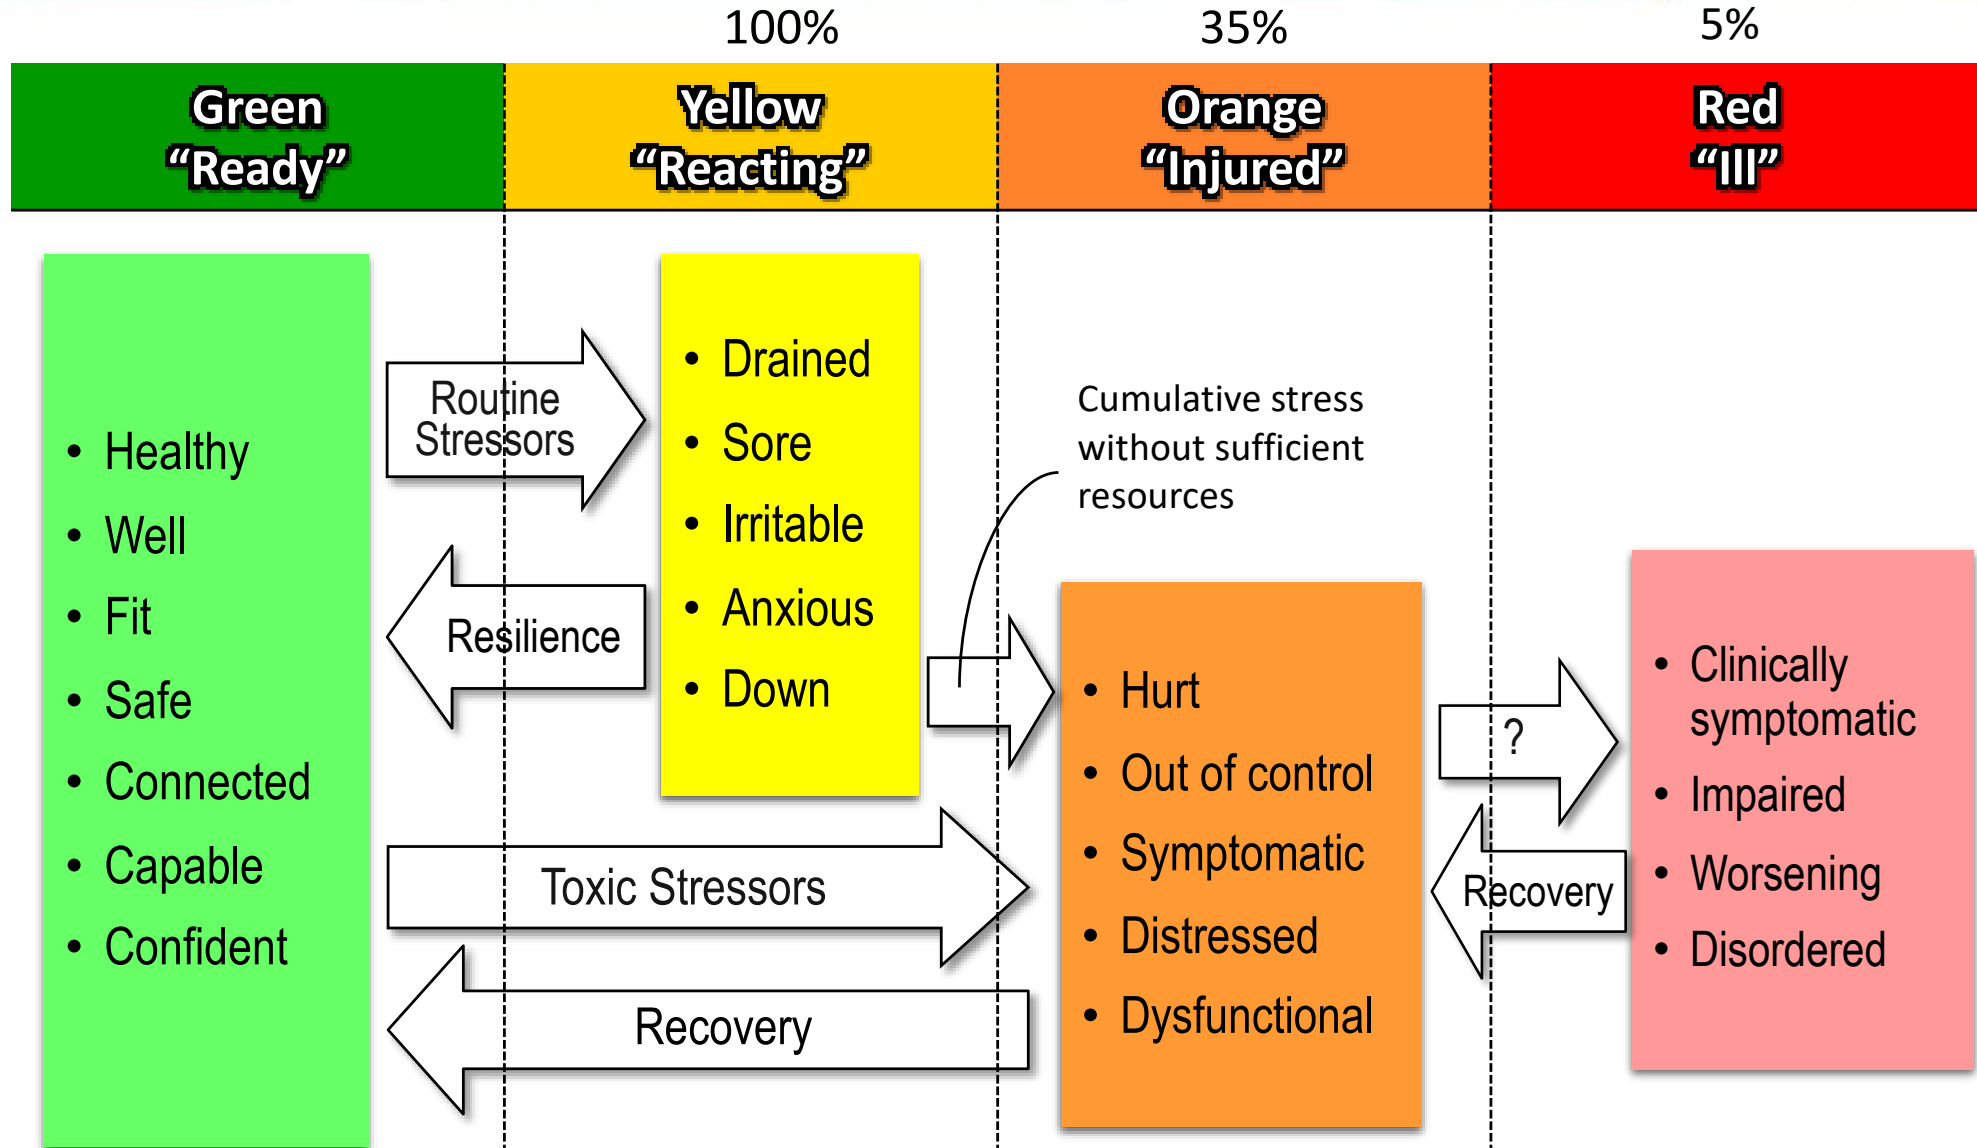 100%
35%
5%
Green
“Ready”
Yellow
“Reacting”
Orange
“Injured”
Red
“Ill”
• Healthy
• Well
• Fit
• Safe
• Connected
• Capable
• Confident
Routine
Stressors
Resilience
• Drained
• Sore
• Irritable
• Anxious
• Down
Cumulative stress
without sufficient
resources
Toxic Stressors
Recovery
• Hurt
• Out of control
• Symptomatic
• Distressed
• Dysfunctional
?
Recovery
• Clinically
symptomatic
• Impaired
• Worsening
• Disordered